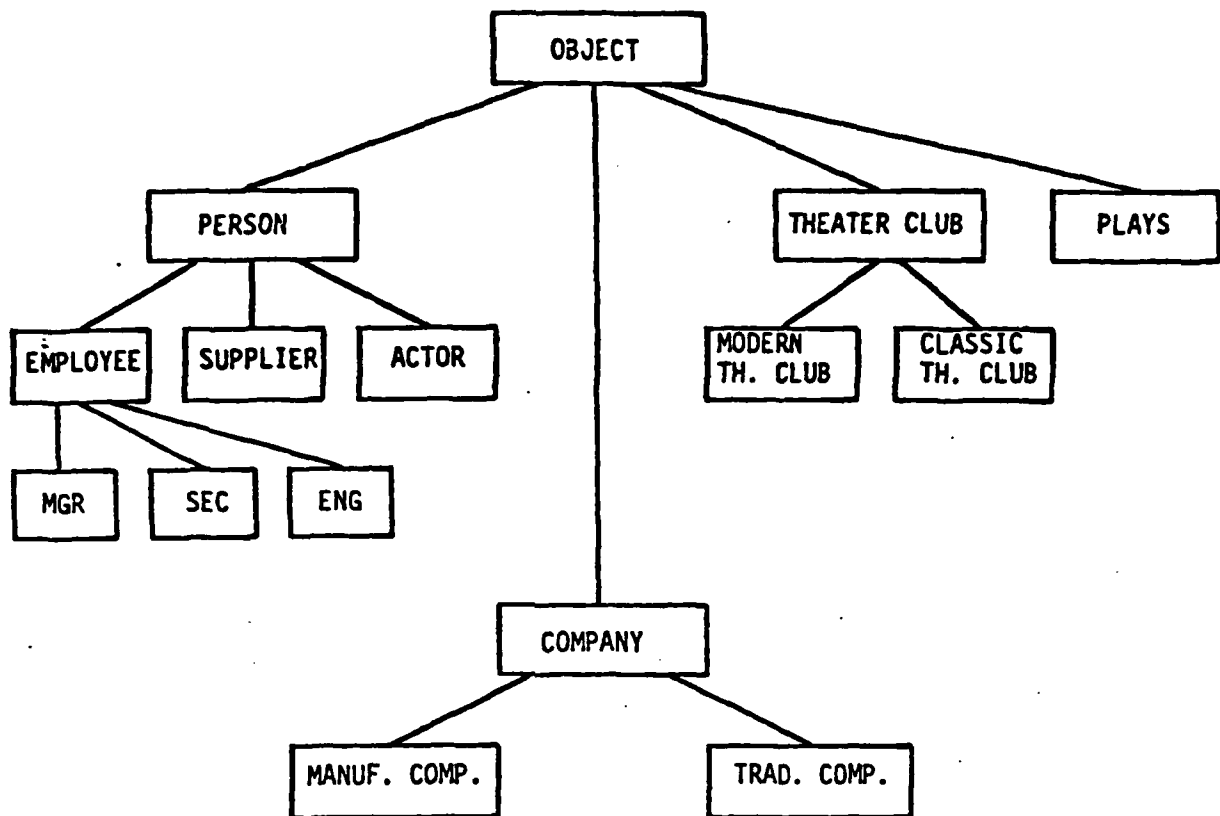 OBJECT
PERSON
THEATER CLUB
PLAYS
EMPLOYEE
SUPPLIER
ACTOR
MODERN
TH. CLUB
CLASSIC
TH. CLUB
MGR
SEC
ENG
COMPANY
MANUF. COMP.
TRAD. COMP.